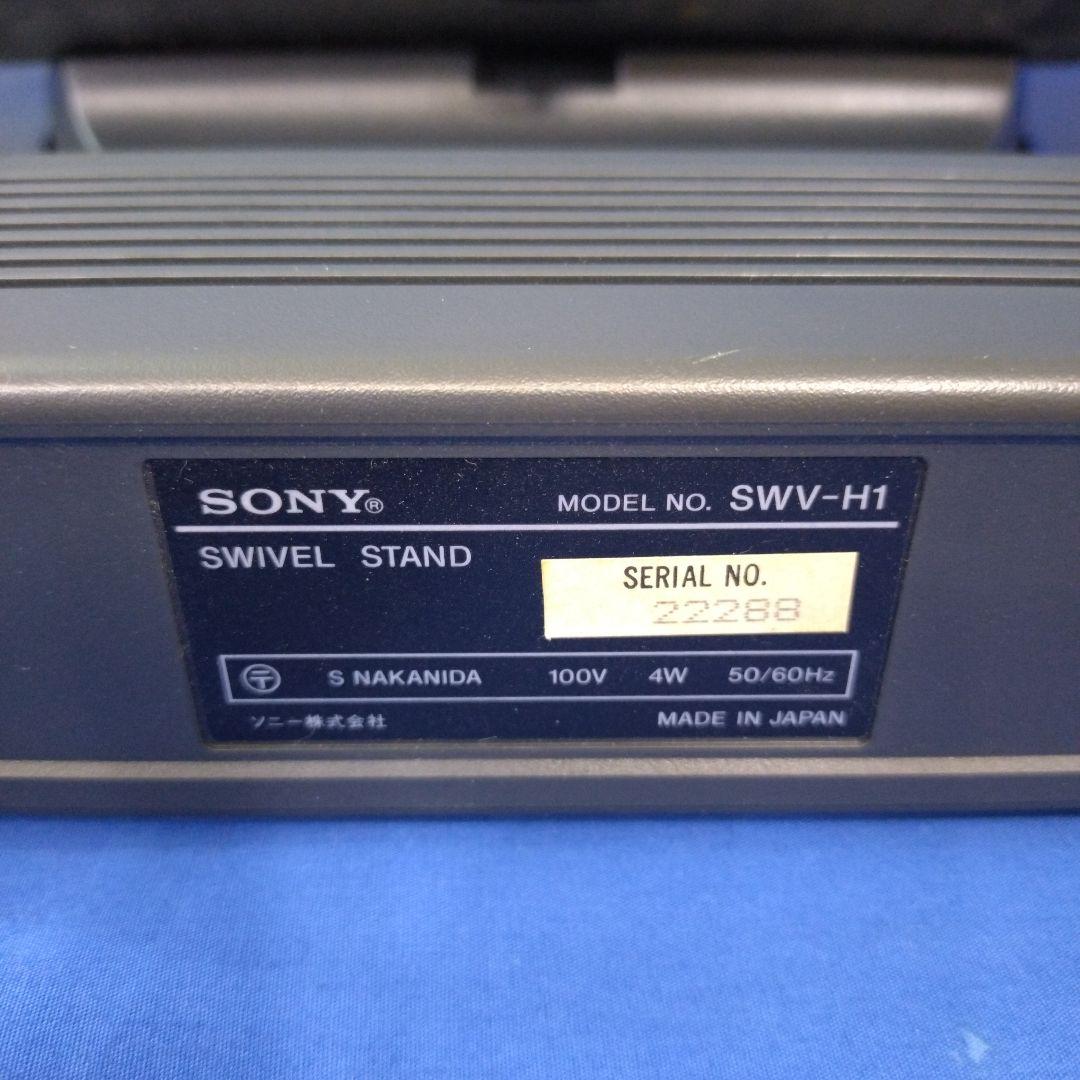 SONY®
MODEL NO. SWV-H1
SWIVEL STAND
SERIAL NO.
22288
〒 S NAKANIDA 100V 4W 50/60Hz
ソニー株式会社 MADE IN JAPAN